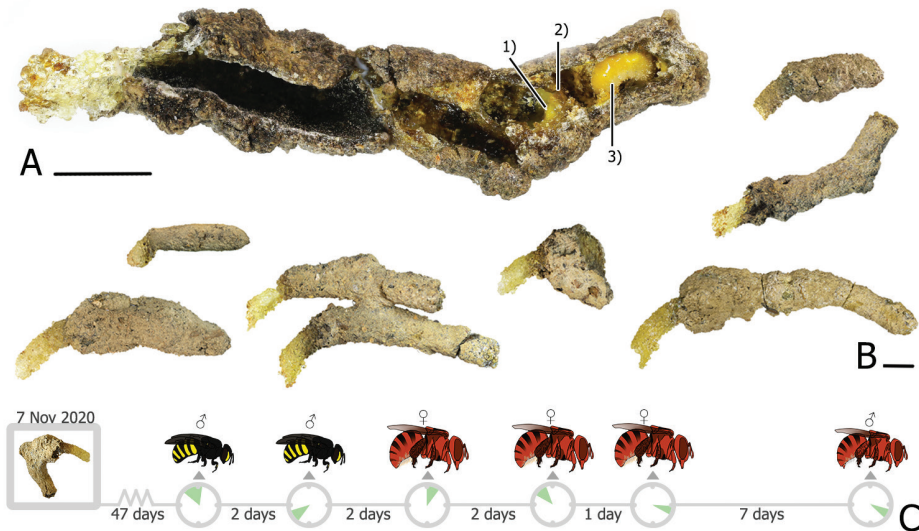 1)
2)
3)
A
B
7 Nov 2020
♂
♂
♀
♀
♀
♂
47 days
2 days
2 days
2 days
1 day
7 days
C